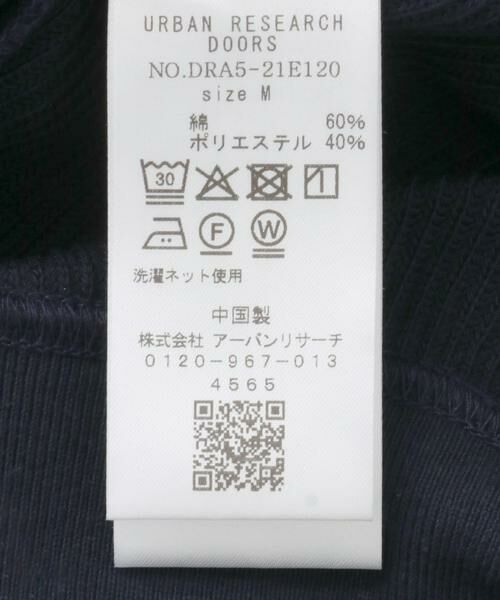 URBAN RESEARCH
DOORS
NO.DRA5-21E120
size M
綿 60%
ポリエステル 40%
30
F W
洗濯ネット使用
中国製
株式会社 アーバンリサーチ
0120-967-013
4565